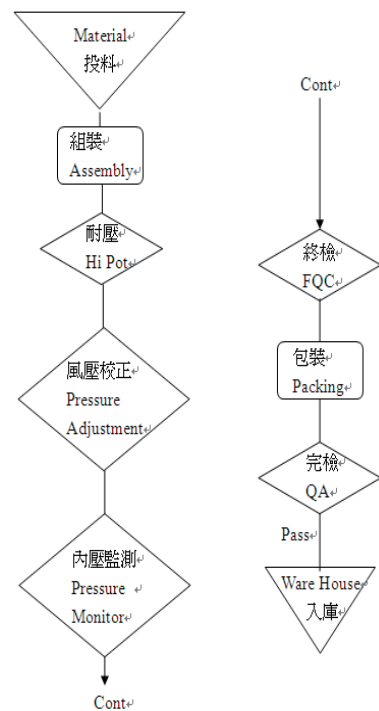 Material
投料
組裝
Assembly
耐壓
Hi Pot
風壓校正
Pressure
Adjustment
內壓監測
Pressure
Monitor
Cont
Cont
終檢
FQC
包裝
Packing
完檢
QA
Pass
Ware House
入庫